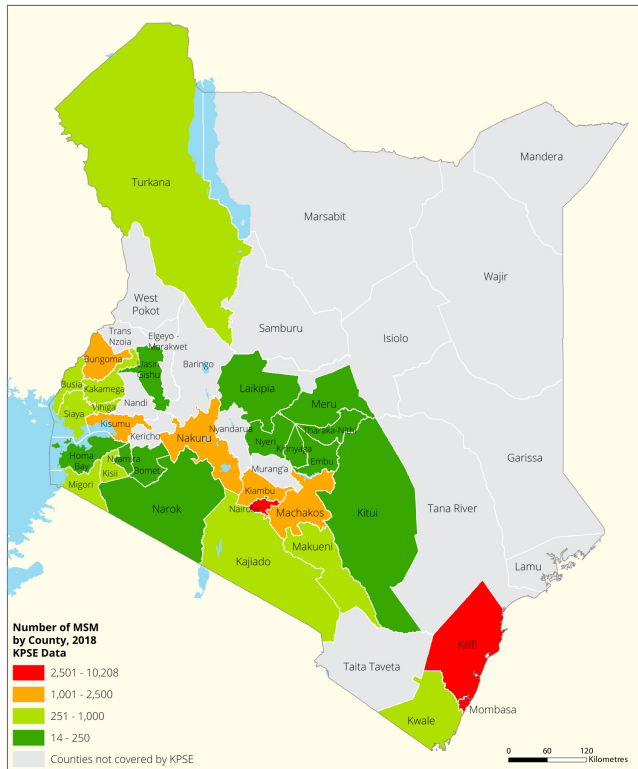 Mandera
Turkana
Marsabit
Wajir
West
Pokot
Samburu
Isiolo
Trans
Nzoia
Elgeyo -
Marakwet
Bungoma
Uasin
Gishu
Baringo
Busia
Kakamega
Laikipia
Nandi
Meru
Siaya
Vihiga
Kisumu
Nyandarua
Tharaka Nithi
Kericho
Nakuru
Nyeri
Kirinyaga
Garissa
Homa
Bay
Nyamira
Embu
Kisii
Bomet
Murang'a
Migori
Kiambu
Kitui
Tana River
Narok
Nairobi
Machakos
Makueni
Kajiado
Lamu
Kilifi
Taita Taveta
Mombasa
Kwale
Number of MSM
by County, 2018
KPSE Data
2,501 - 10,208
1,001 - 2,500
251 - 1,000
14 - 250
Counties not covered by KPSE
0 60 120
Kilometres